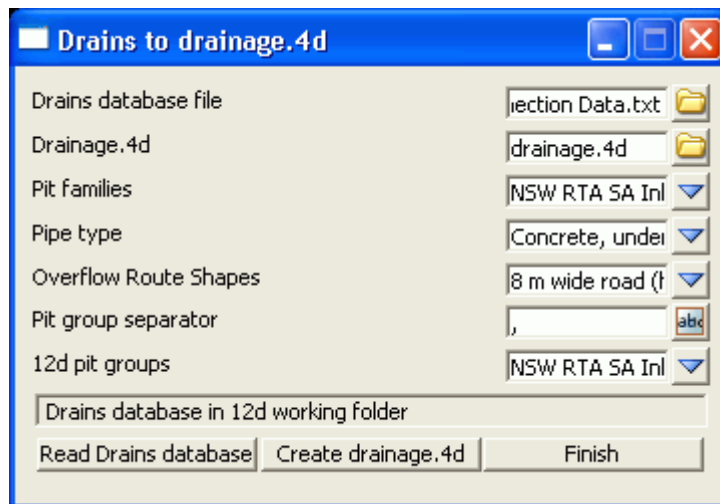 Drains to drainage.4d
Drains database file
ection Data.txt
Drainage.4d
drainage.4d
Pit families
NSW RTA SA Inl
Pipe type
Concrete, under
Overflow Route Shapes
8 m wide road (h
Pit group separator
,
abc
12d pit groups
NSW RTA SA Inl
Drains database in 12d working folder
Read Drains database
Create drainage.4d
Finish